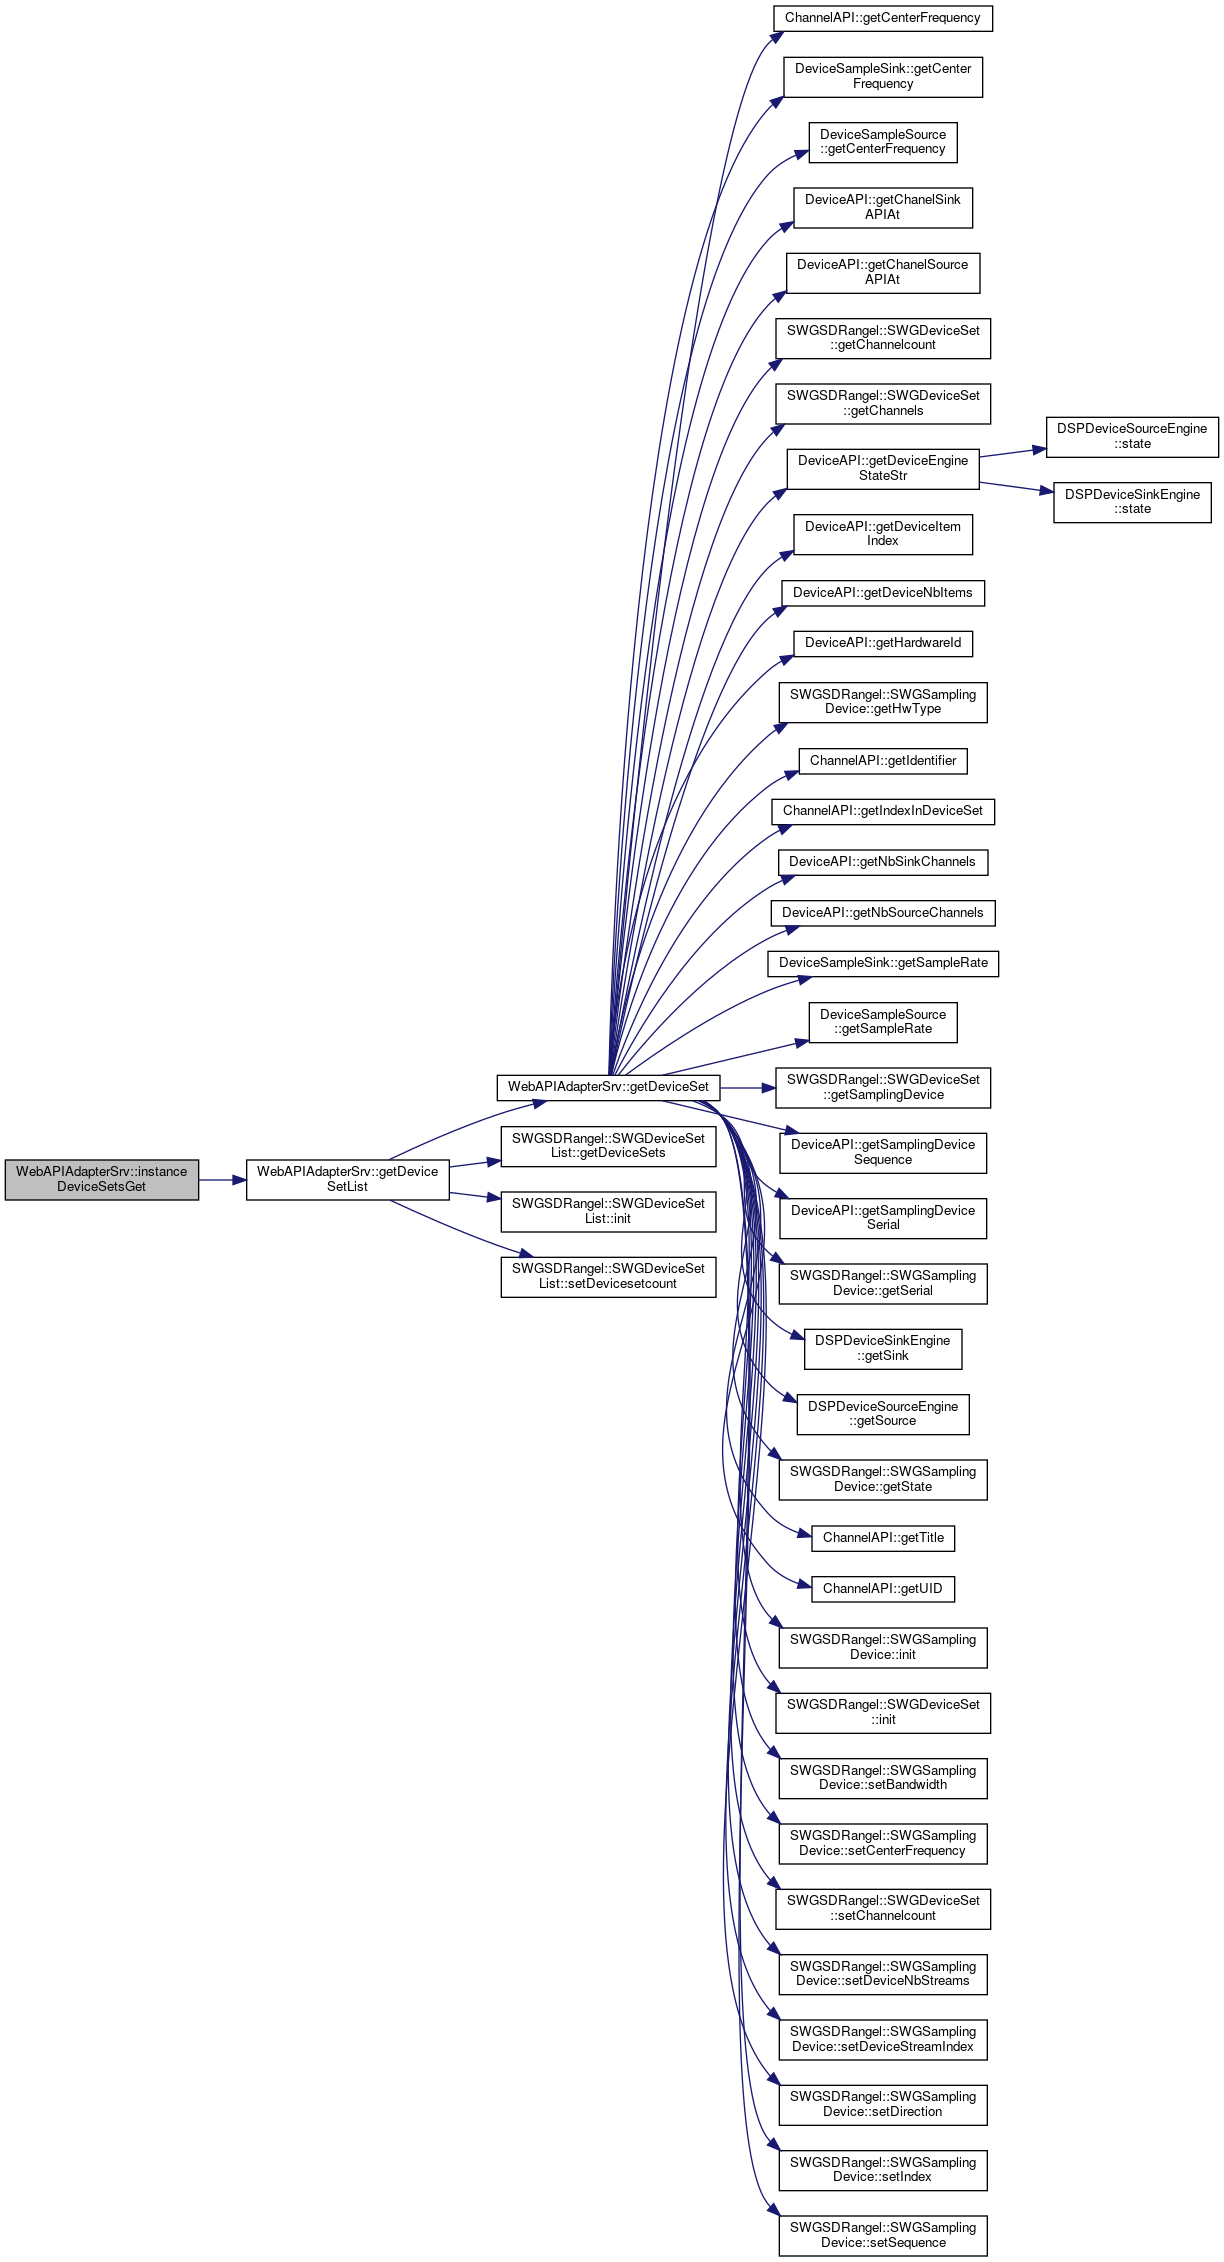 WebAPIAdapterSrv::instance
DeviceSetsGet
WebAPIAdapterSrv::getDevice
SetList
WebAPIAdapterSrv::getDeviceSet
SWGSDRangel::SWGDeviceSet
List::getDeviceSets
SWGSDRangel::SWGDeviceSet
List::init
SWGSDRangel::SWGDeviceSet
List::setDevicesetcount
ChannelAPI::getCenterFrequency
DeviceSampleSink::getCenter
Frequency
DeviceSampleSource
::getCenterFrequency
DeviceAPI::getChanelSink
APIAt
DeviceAPI::getChanelSource
APIAt
SWGSDRangel::SWGDeviceSet
::getChannelcount
SWGSDRangel::SWGDeviceSet
::getChannels
DeviceAPI::getDeviceEngine
StateStr
DeviceAPI::getDeviceItem
Index
DeviceAPI::getDeviceNbItems
DeviceAPI::getHardwareId
SWGSDRangel::SWGSampling
Device::getHwType
ChannelAPI::getIdentifier
ChannelAPI::getIndexInDeviceSet
DeviceAPI::getNbSinkChannels
DeviceAPI::getNbSourceChannels
DeviceSampleSink::getSampleRate
DeviceSampleSource
::getSampleRate
SWGSDRangel::SWGDeviceSet
::getSamplingDevice
DeviceAPI::getSamplingDevice
Sequence
DeviceAPI::getSamplingDevice
Serial
SWGSDRangel::SWGSampling
Device::getSerial
DSPDeviceSinkEngine
::getSink
DSPDeviceSourceEngine
::getSource
SWGSDRangel::SWGSampling
Device::getState
ChannelAPI::getTitle
ChannelAPI::getUID
SWGSDRangel::SWGSampling
Device::init
SWGSDRangel::SWGDeviceSet
::init
SWGSDRangel::SWGSampling
Device::setBandwidth
SWGSDRangel::SWGSampling
Device::setCenterFrequency
SWGSDRangel::SWGDeviceSet
::setChannelcount
SWGSDRangel::SWGSampling
Device::setDeviceNbStreams
SWGSDRangel::SWGSampling
Device::setDeviceStreamIndex
SWGSDRangel::SWGSampling
Device::setDirection
SWGSDRangel::SWGSampling
Device::setIndex
SWGSDRangel::SWGSampling
Device::setSequence
DSPDeviceSourceEngine
::state
DSPDeviceSinkEngine
::state